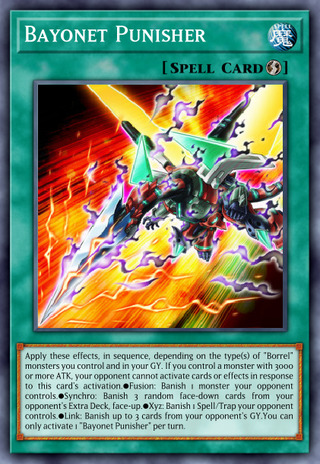 Bayonet Punisher
魔
[Spell Card]
Apply these effects, in sequence, depending on the type(s) of "Borrel"
monsters you control and in your GY. If you control a monster with 3000
or more ATK, your opponent cannot activate cards or effects in
response to this card's activation.●Fusion: Banish 1 monster your opponent
controls.●Synchro: Banish 3 random face-down cards from your
opponent's Extra Deck, face-up.●Xyz: Banish 1 Spell/Trap your opponent
controls.●Link: Banish up to 3 cards from your opponent's GY.You can
only activate 1 "Bayonet Punisher" per turn.